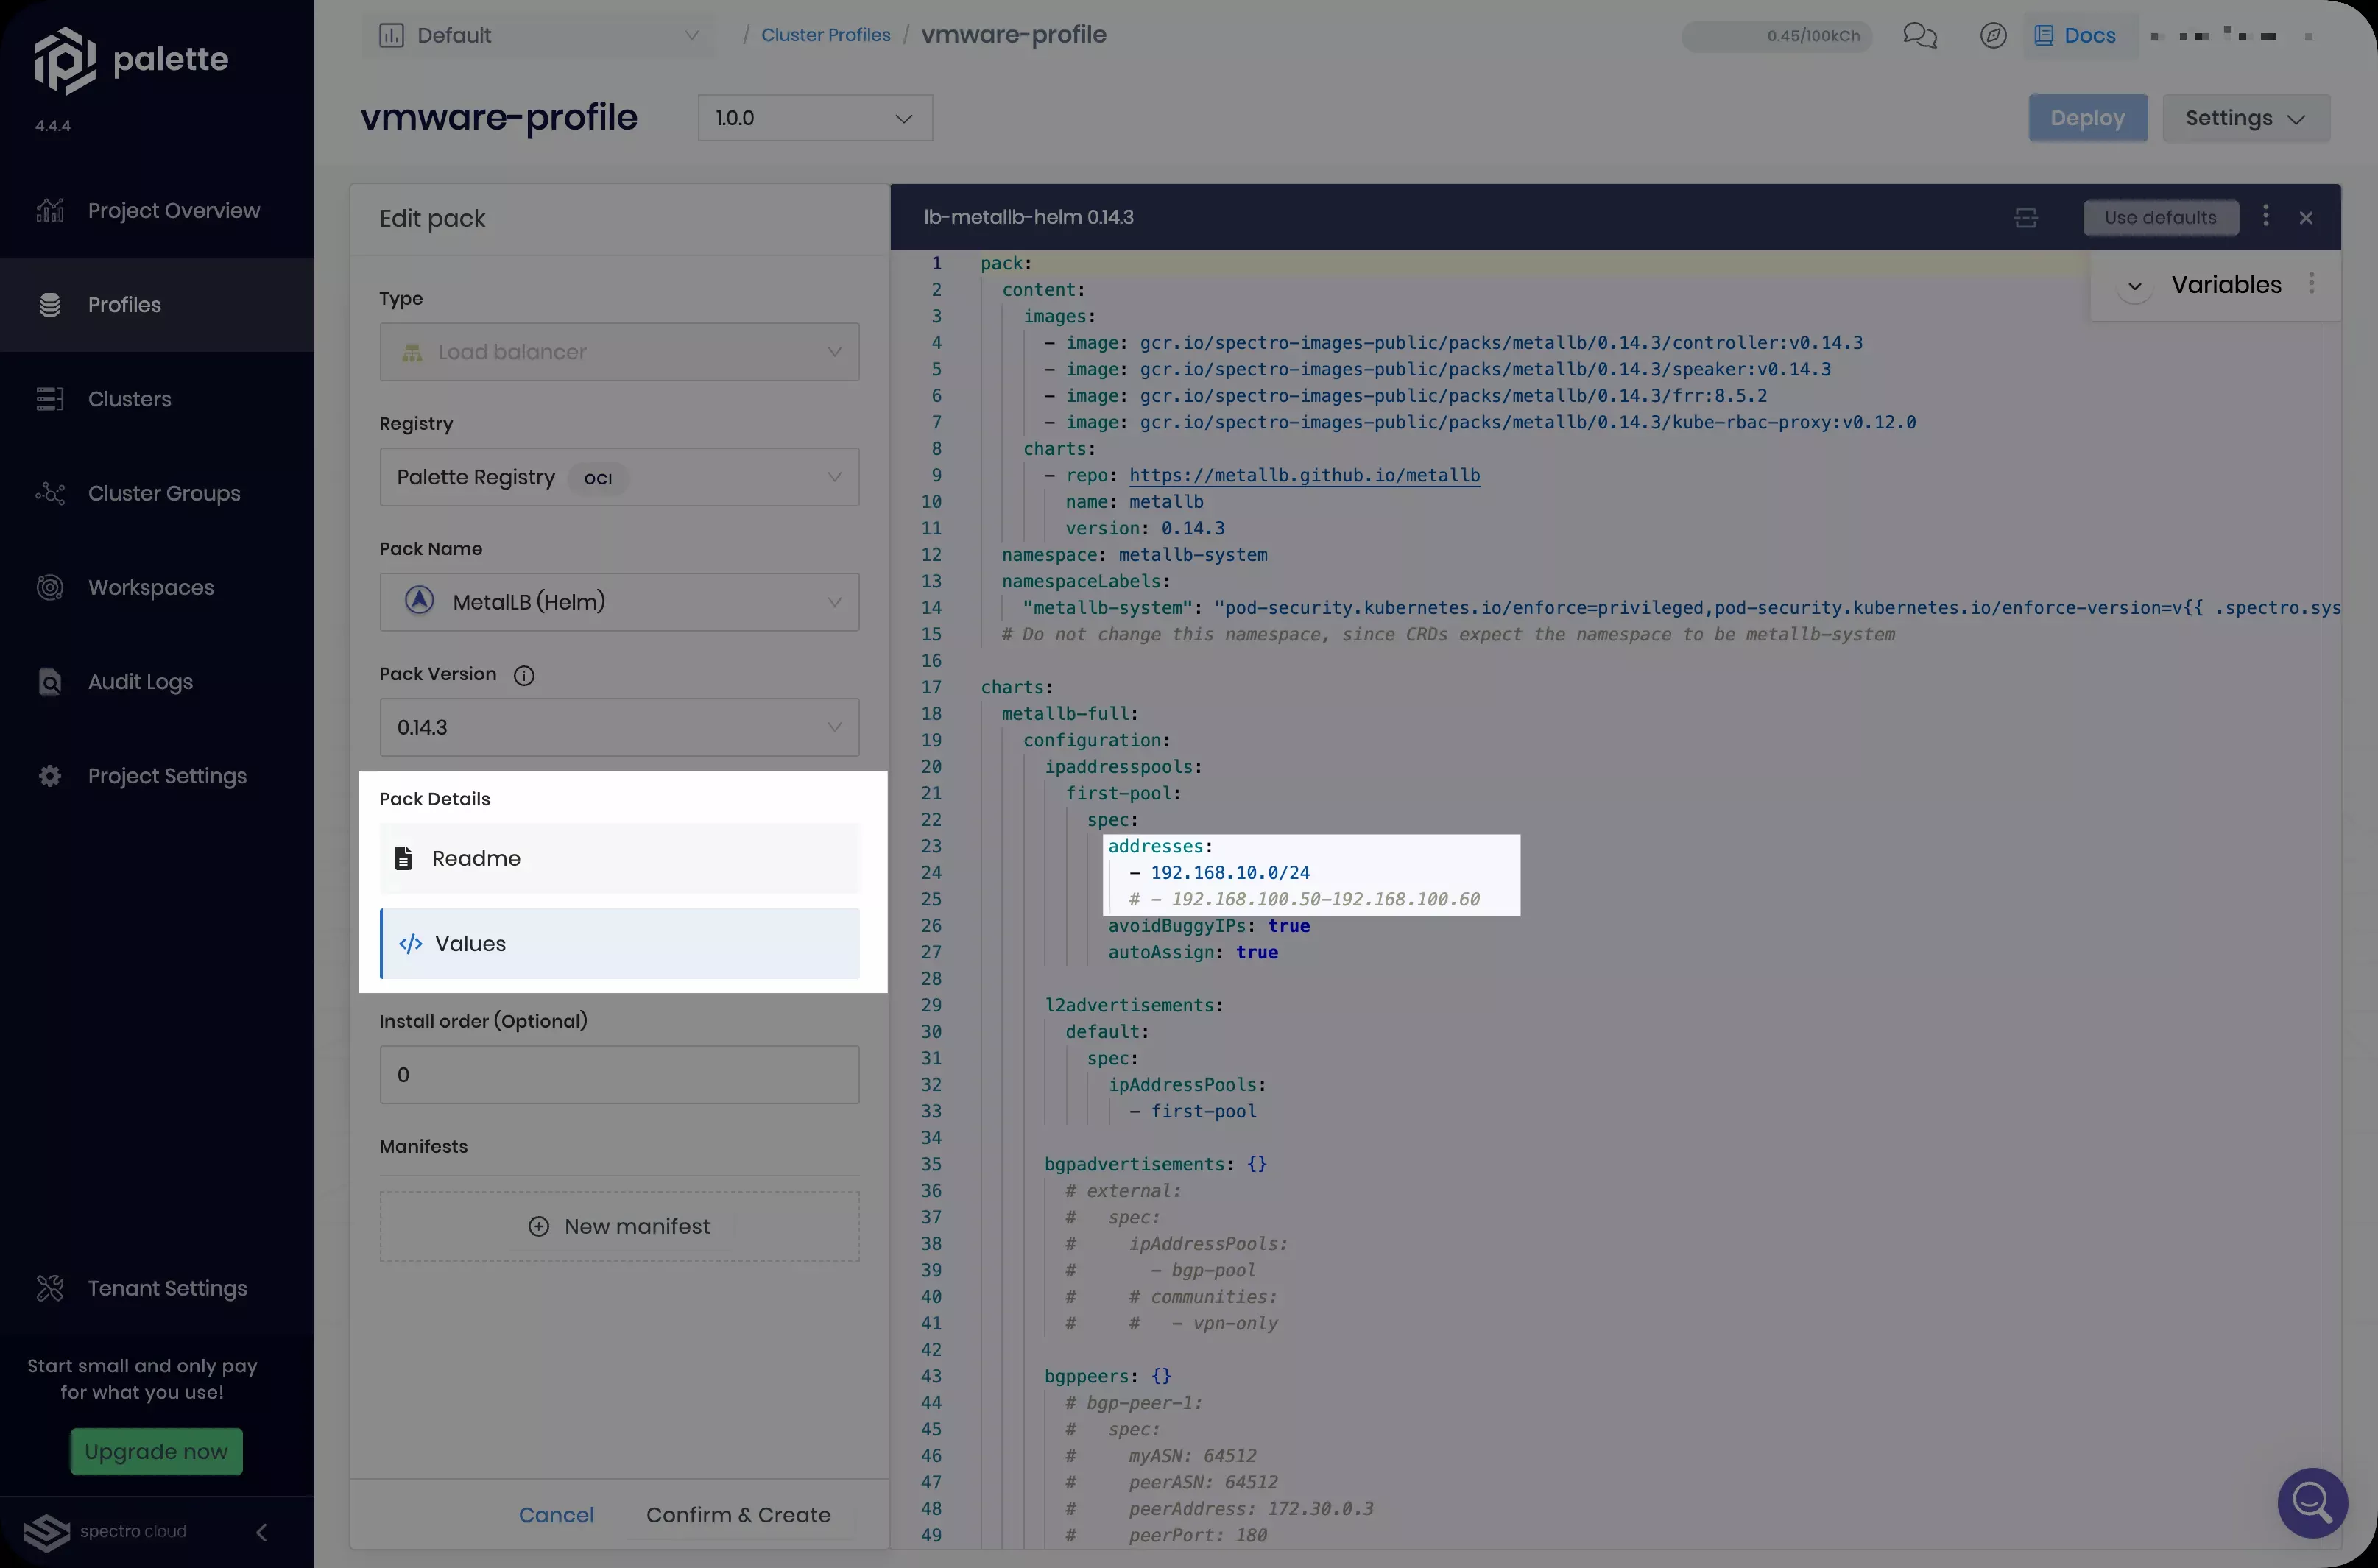 palette
4.4.4
Project Overview
Profiles
Clusters
Cluster Groups
Workspaces
Audit Logs
Project Settings
Tenant Settings
Start small and only pay
for what you use!
Upgrade now
spectro cloud
Default
/ Cluster Profiles / vmware-profile
0.45/100kCh
Docs
vmware-profile
1.0.0
Deploy
Settings
Edit pack
Type
Load balancer
Registry
Palette Registry OCI
Pack Name
MetalLB (Helm)
Pack Version
0.14.3
Pack Details
Readme
</> Values
Install order (Optional)
0
Manifests
New manifest
Cancel
Confirm & Create
lb-metallb-helm 0.14.3
Use defaults
Variables
1 pack:
2 content:
3 images:
4 - image: gcr.io/spectro-images-public/packs/metallb/0.14.3/controller:v0.14.3
5 - image: gcr.io/spectro-images-public/packs/metallb/0.14.3/speaker:v0.14.3
6 - image: gcr.io/spectro-images-public/packs/metallb/0.14.3/frr:8.5.2
7 - image: gcr.io/spectro-images-public/packs/metallb/0.14.3/kube-rbac-proxy:v0.12.0
8 charts:
9 - repo: https://metallb.github.io/metallb
10 name: metallb
11 version: 0.14.3
12 namespace: metallb-system
13 namespaceLabels:
14 "metallb-system": "pod-security.kubernetes.io/enforce=privileged,pod-security.kubernetes.io/enforce-version=v{{ .spectro.sys
15 # Do not change this namespace, since CRDs expect the namespace to be metallb-system
16
17 charts:
18 metallb-full:
19 configuration:
20 ipaddresspools:
21 first-pool:
22 spec:
23 addresses:
24 - 192.168.10.0/24
25 # - 192.168.100.50-192.168.100.60
26 avoidBuggyIPs: true
27 autoAssign: true
28
29 l2advertisements:
30 default:
31 spec:
32 ipAddressPools:
33 - first-pool
34
35 bgpadvertisements: {}
36 # external:
37 # spec:
38 # ipAddressPools:
39 # - bgp-pool
40 # # communities:
41 # # - vpn-only
42
43 bgppeers: {}
44 # bgp-peer-1:
45 # spec:
46 # myASN: 64512
47 # peerASN: 64512
48 # peerAddress: 172.30.0.3
49 # peerPort: 180